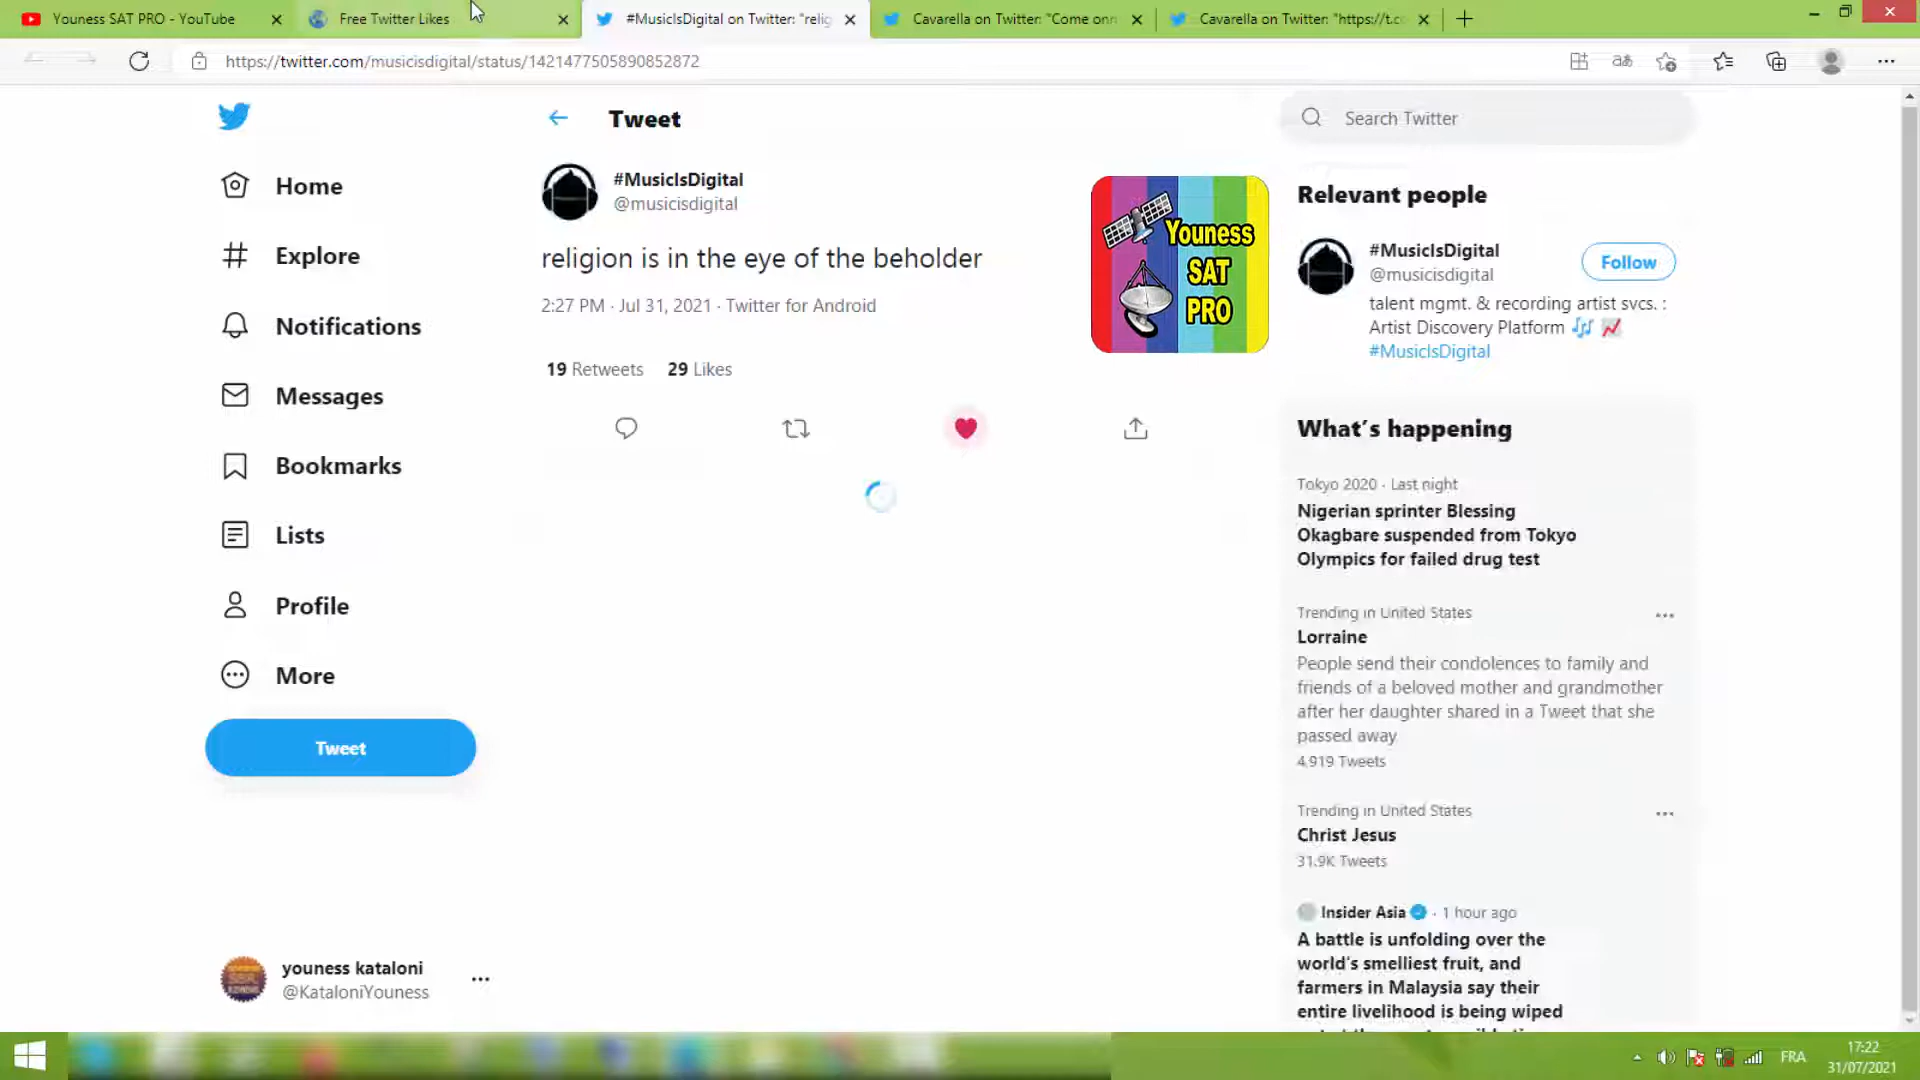 Youness SAT PRO - YouTube
Free Twitter Likes
#MusicIsDigital on Twitter: "relig
Cavarella on Twitter: "Come onn
Cavarella on Twitter: "https://t.co
https://twitter.com/musicisdigital/status/1421477505890852872
Home
Explore
Notifications
Messages
Bookmarks
Lists
Profile
More
Tweet
youness kataloni
@KataloniYouness
Tweet
#MusicIsDigital
@musicisdigital
religion is in the eye of the beholder
2:27 PM · Jul 31, 2021 · Twitter for Android
19 Retweets 29 Likes
Youness
SAT
PRO
Search Twitter
Relevant people
#MusicIsDigital
@musicisdigital
Follow
talent mgmt. & recording artist svcs. :
Artist Discovery Platform 🎶 📈
#MusicIsDigital
What's happening
Tokyo 2020 · Last night
Nigerian sprinter Blessing
Okagbare suspended from Tokyo
Olympics for failed drug test
Trending in United States
Lorraine
People send their condolences to family and
friends of a beloved mother and grandmother
after her daughter shared in a Tweet that she
passed away
4,919 Tweets
Trending in United States
Christ Jesus
31.9K Tweets
Insider Asia · 1 hour ago
A battle is unfolding over the
world's smelliest fruit, and
farmers in Malaysia say their
entire livelihood is being wiped
FRA
17:22
31/07/2021